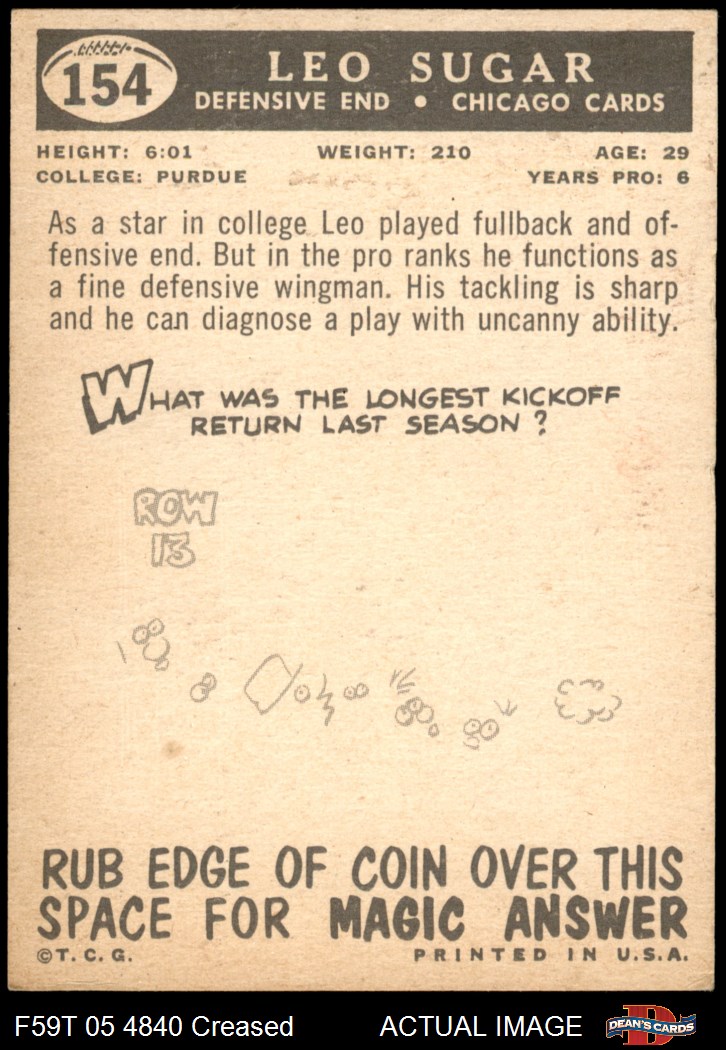 154
LEO SUGAR
DEFENSIVE END • CHICAGO CARDS
HEIGHT: 6:01 WEIGHT: 210 AGE: 29
COLLEGE: PURDUE YEARS PRO: 6
As a star in college Leo played fullback and of-
fensive end. But in the pro ranks he functions as
a fine defensive wingman. His tackling is sharp
and he can diagnose a play with uncanny ability.
WHAT WAS THE LONGEST KICKOFF
RETURN LAST SEASON?
ROW
13
RUB EDGE OF COIN OVER THIS
SPACE FOR MAGIC ANSWER
©T. C. G. PRINTED IN U.S.A.
F59T 05 4840 Creased ACTUAL IMAGE
D
DEAN'S CARDS